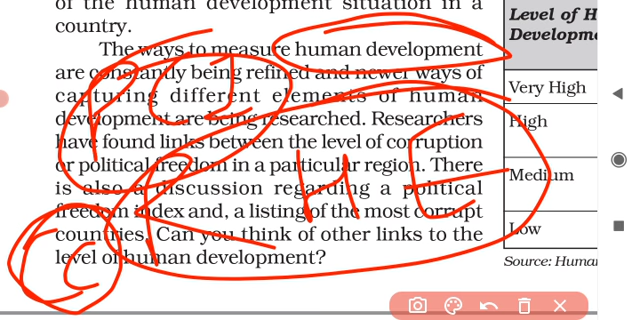 of the human development situation in a
country.
The ways to measure human development
are constantly being refined and newer ways of
capturing different elements of human
development are being researched. Researchers
have found links between the level of corruption
or political freedom in a particular region. There
is also a discussion regarding a political
freedom index and, a listing of the most corrupt
countries. Can you think of other links to the
level of human development?
Level of H
Developme
Very High
High
Medium
Low
Source: Huma
R H E
C